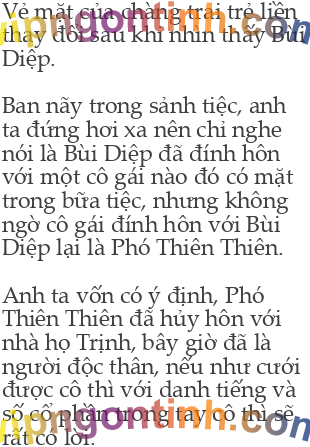 Vẻ mặt của chàng trai trẻ liền
thay đổi sau khi nhìn thấy Bùi
Diệp.
Ban nãy trong sảnh tiệc, anh
ta đứng hơi xa nên chỉ nghe
nói là Bùi Diệp đã đính hôn
với một cô gái nào đó có mặt
trong bữa tiệc, nhưng không
ngờ cô gái đính hôn với Bùi
Diệp lại là Phó Thiên Thiên.
Anh ta vốn có ý định, Phó
Thiên Thiên đã hủy hôn với
nhà họ Trịnh, bây giờ đã là
người độc thân, nếu như cưới
được cô thì với danh tiếng và
số cổ phần trong tay cô thì sẽ
rất có lợi.